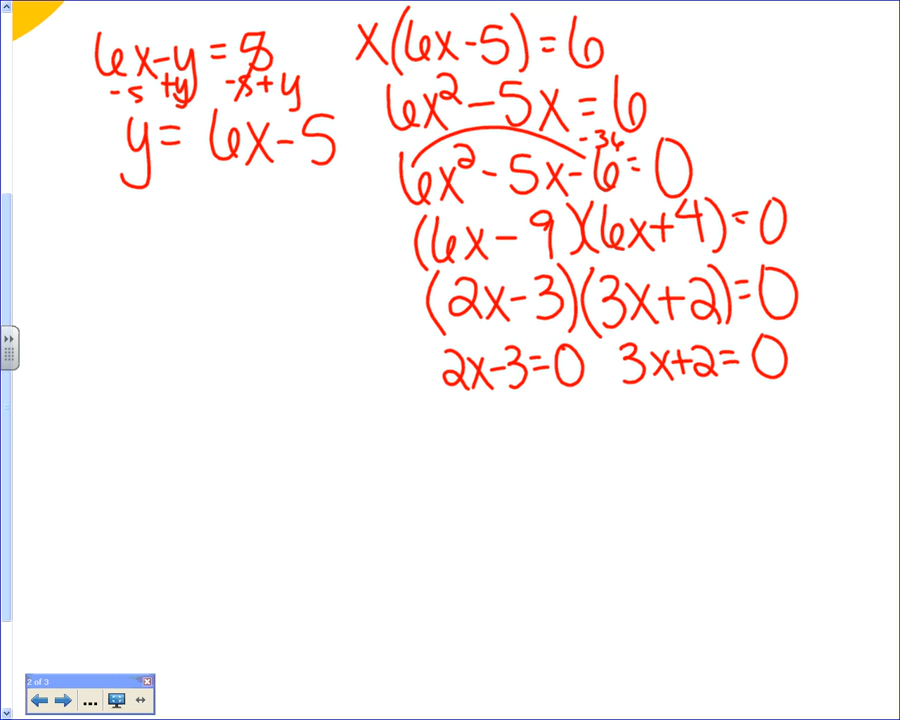 6x-y=5
-5 +y -5+y
y= 6x-5
x(6x-5)=6
6x²-5x=6
-36
6x²-5x-6=0
(6x-9)(6x+4)=0
(2x-3)(3x+2)=0
2x-3=0 3x+2=0
2 of 3
...